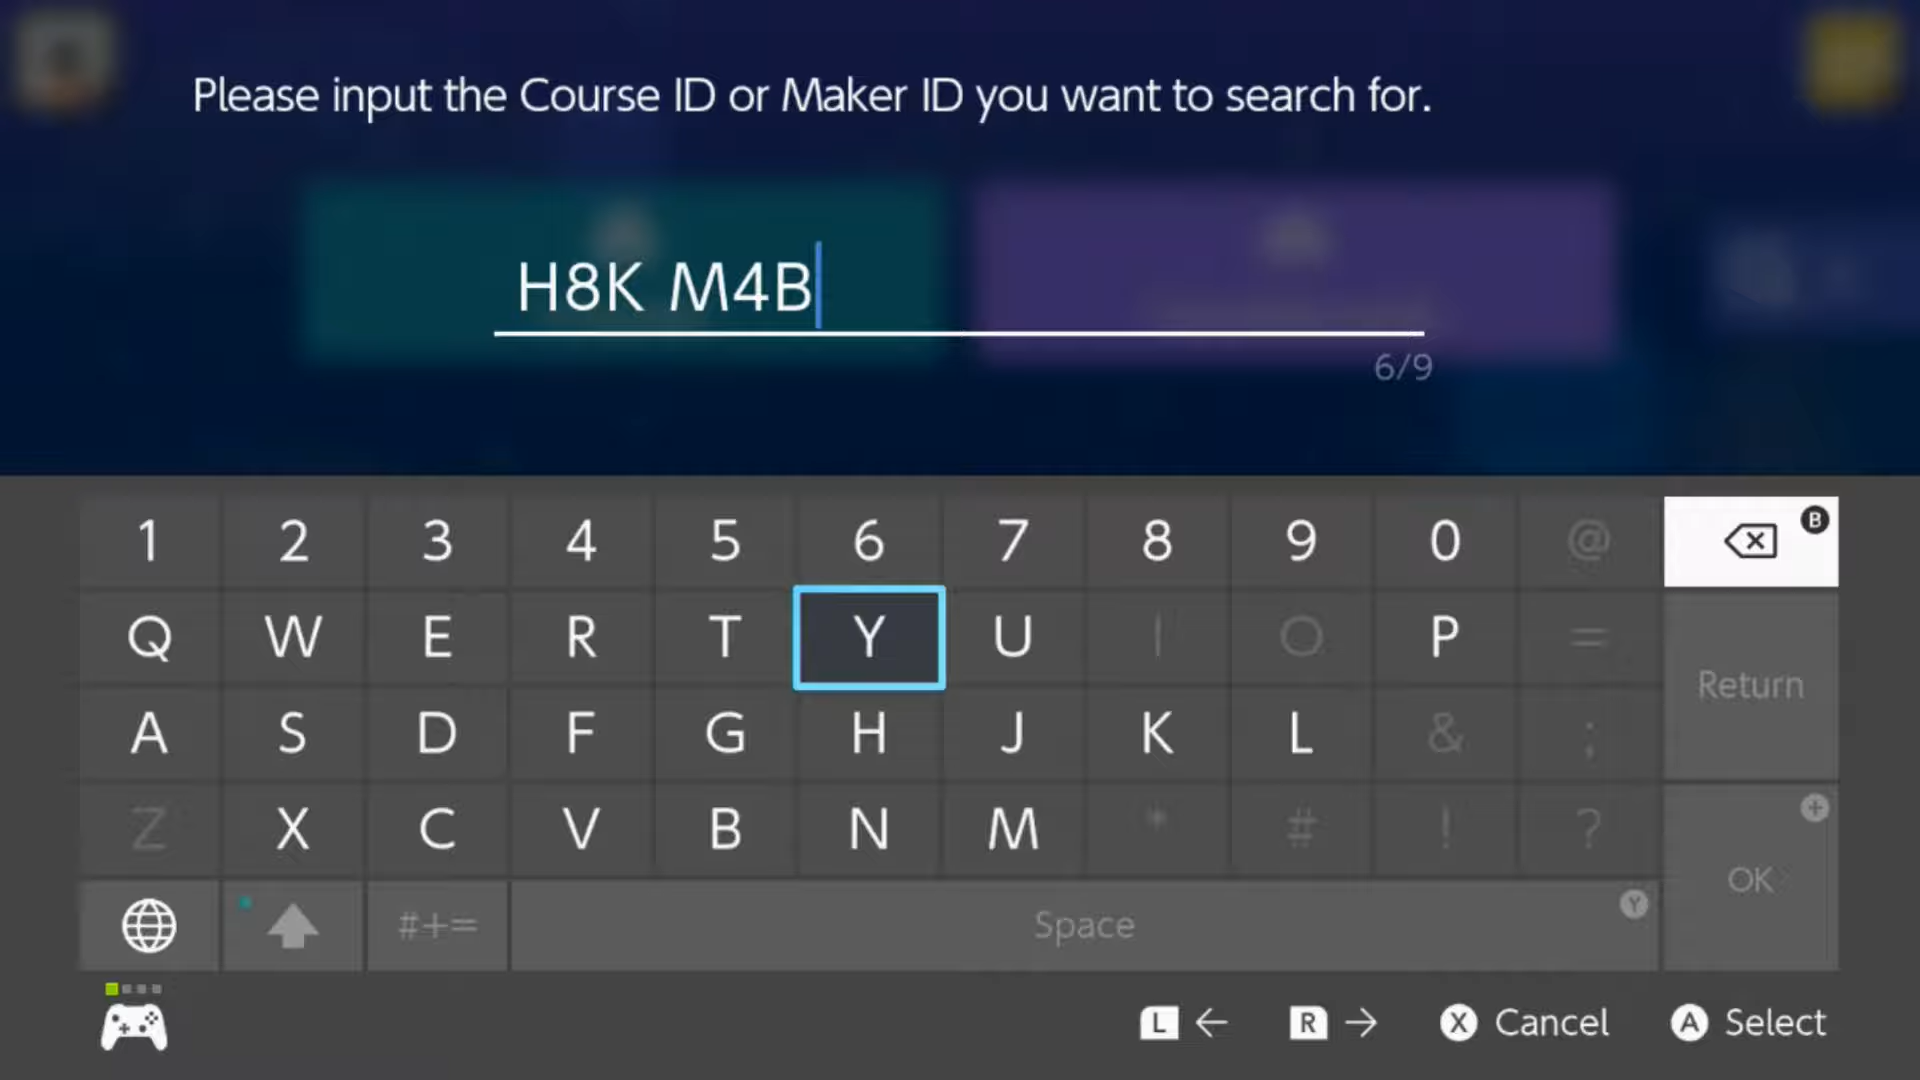 Please input the Course ID or Maker ID you want to search for.
H8K M4B
6/9
1 2 3 4 5 6 7 8 9 0 @ B
Q W E R T Y U I O P =
Return
A S D F G H J K L & ;
Z X C V B N M * # ! ?
OK
#+= Space Y
L ← R → X Cancel A Select